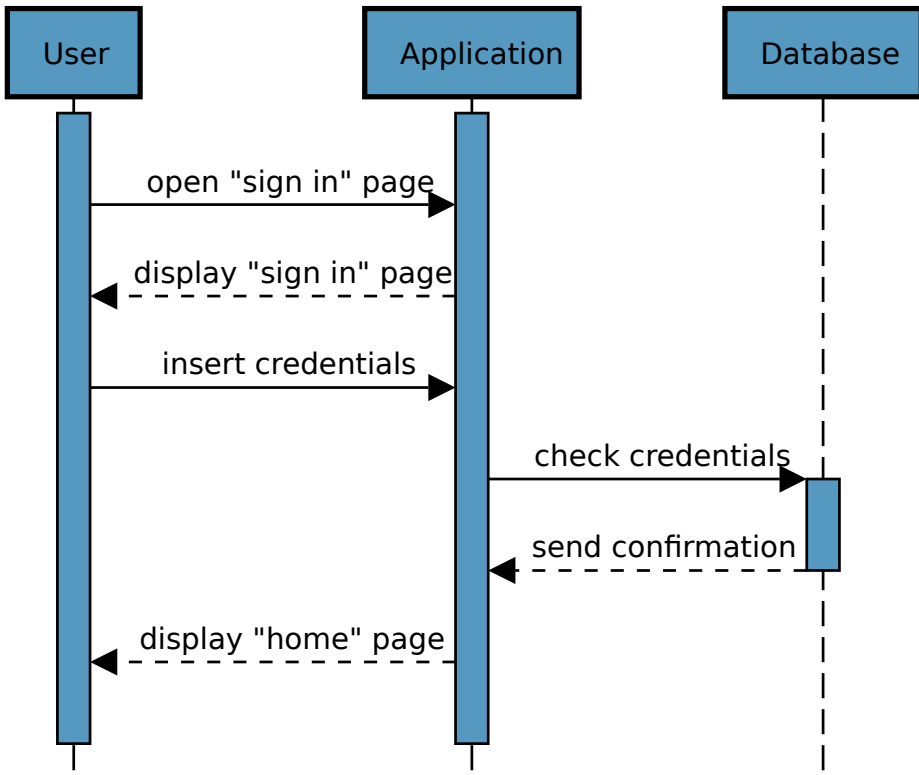 User
Application
Database
open "sign in" page
display "sign in" page
insert credentials
check credentials
send confirmation
display "home" page